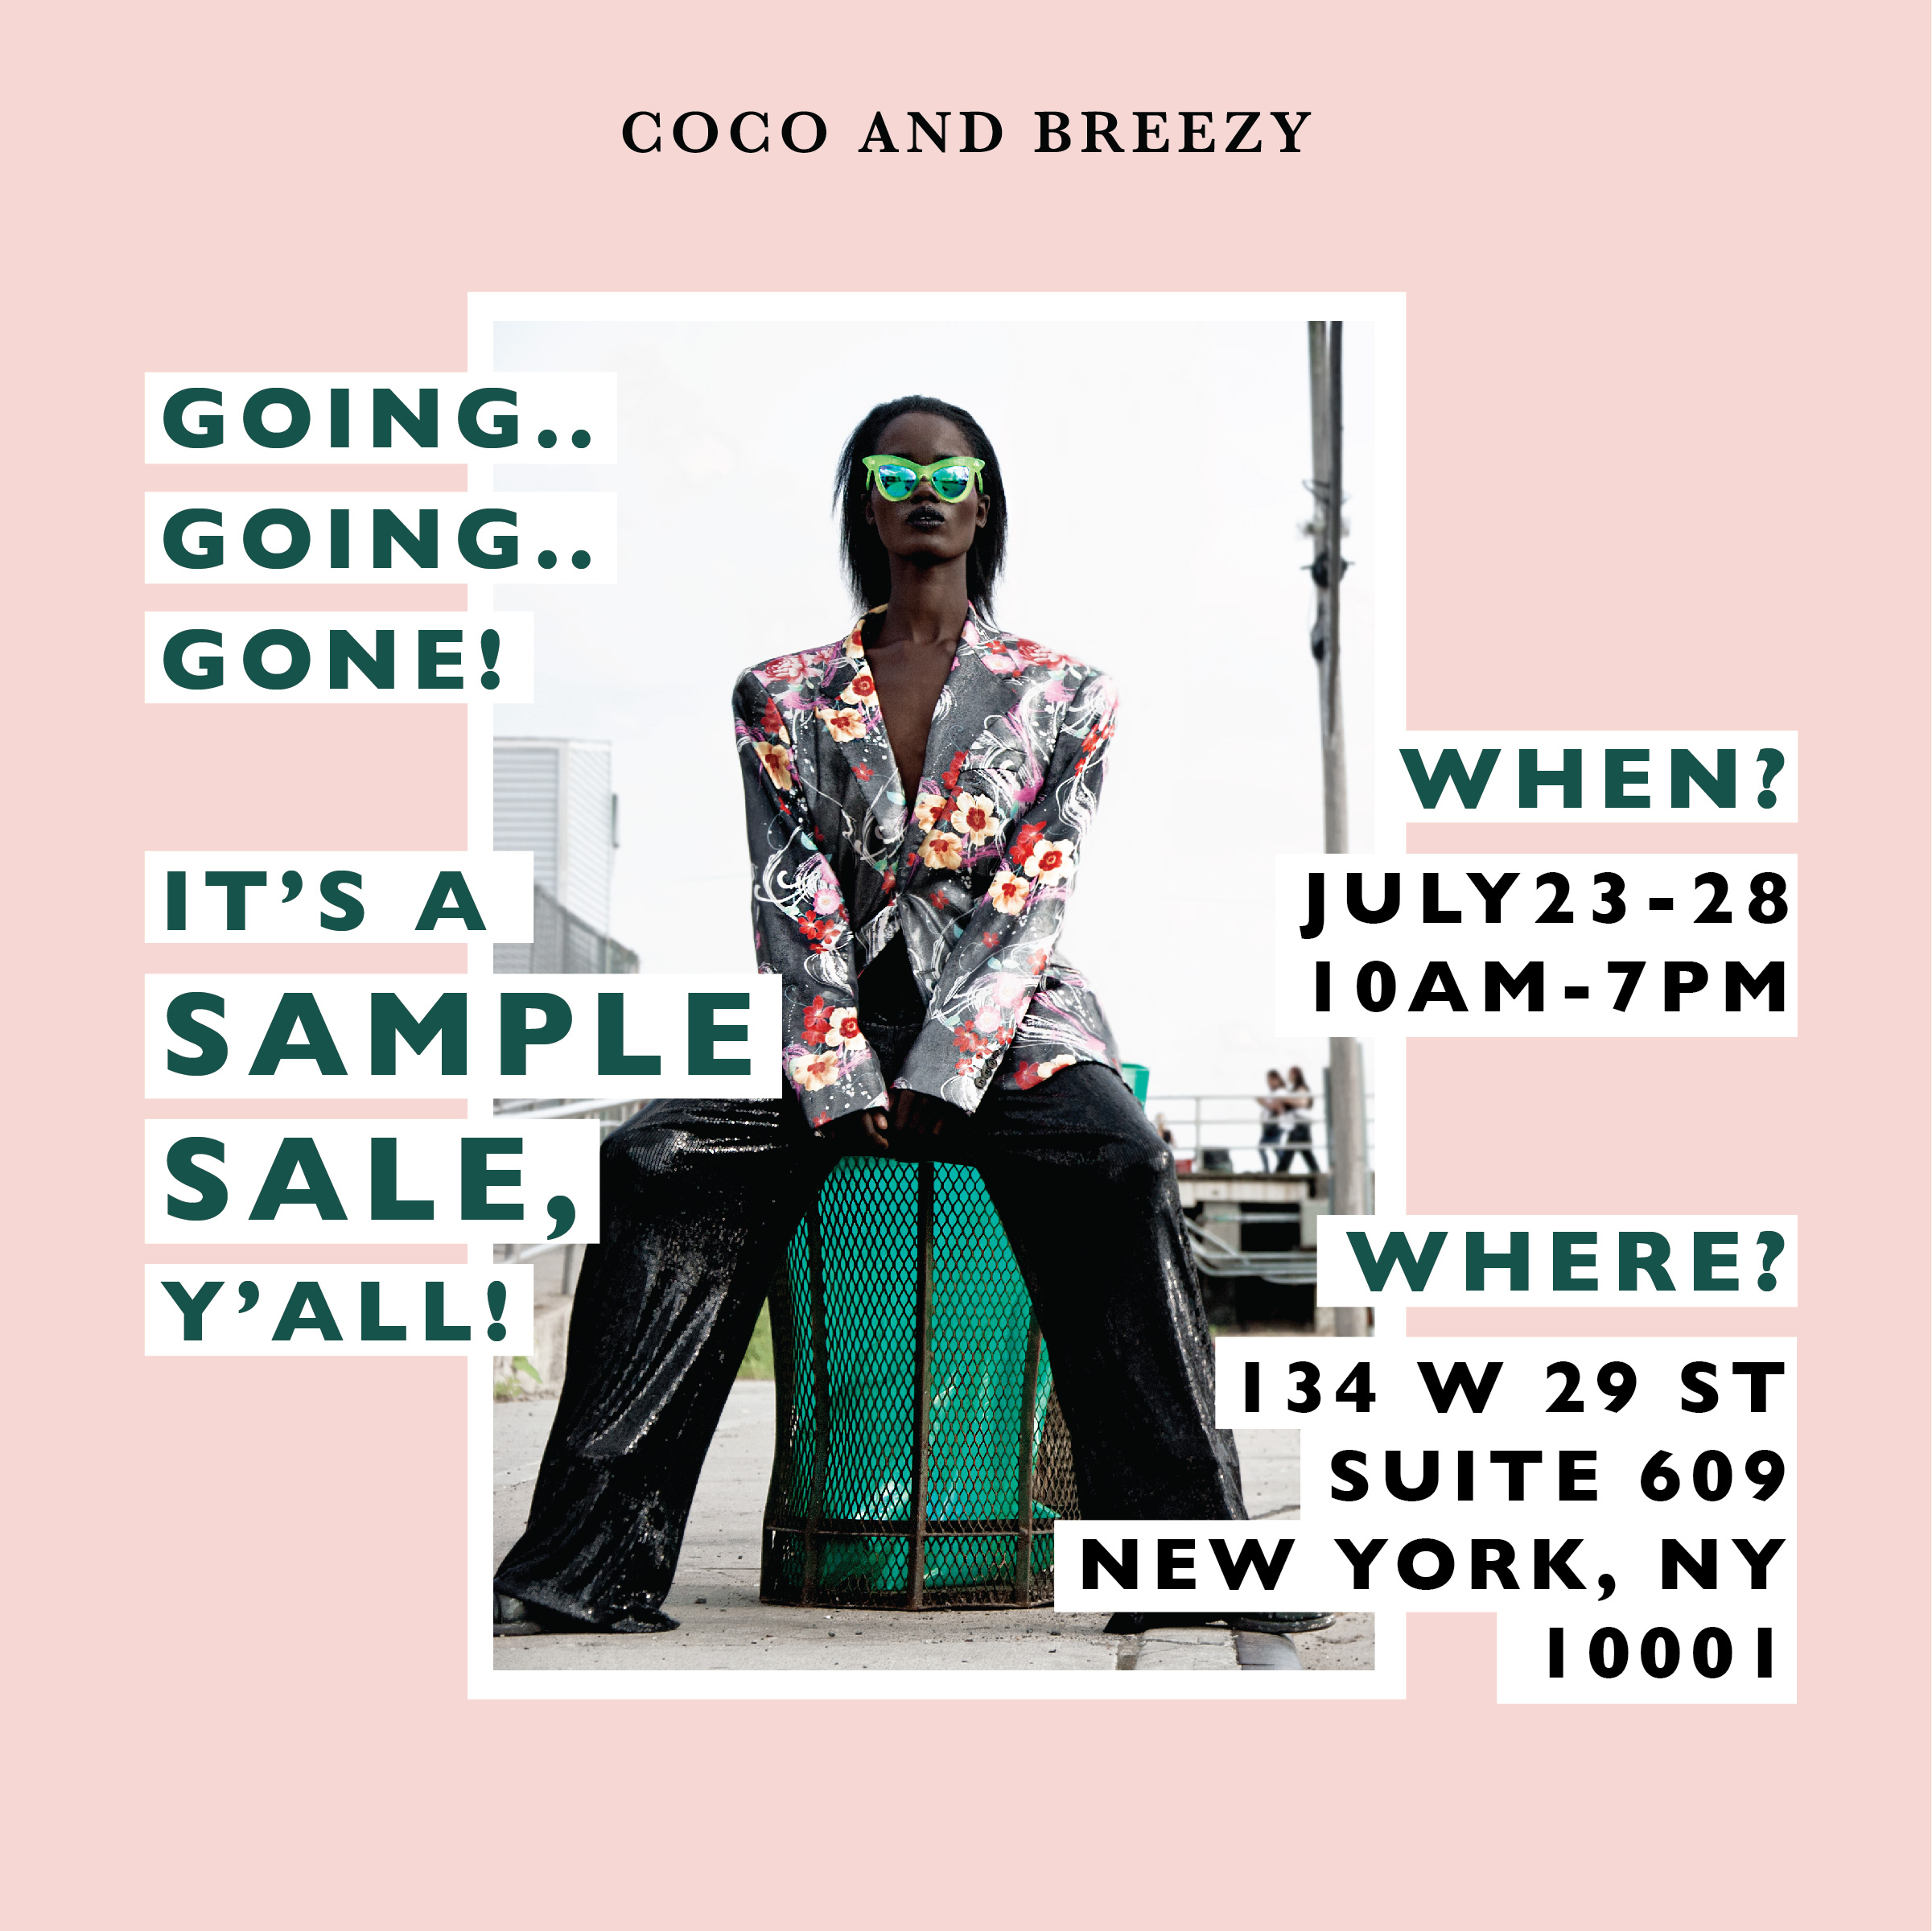 COCO AND BREEZY
GOING..
GOING..
GONE!
IT’S A
SAMPLE
SALE,
Y’ALL!
WHEN?
JULY23-28
10AM-7PM
WHERE?
134 W 29 ST
SUITE 609
NEW YORK, NY
10001